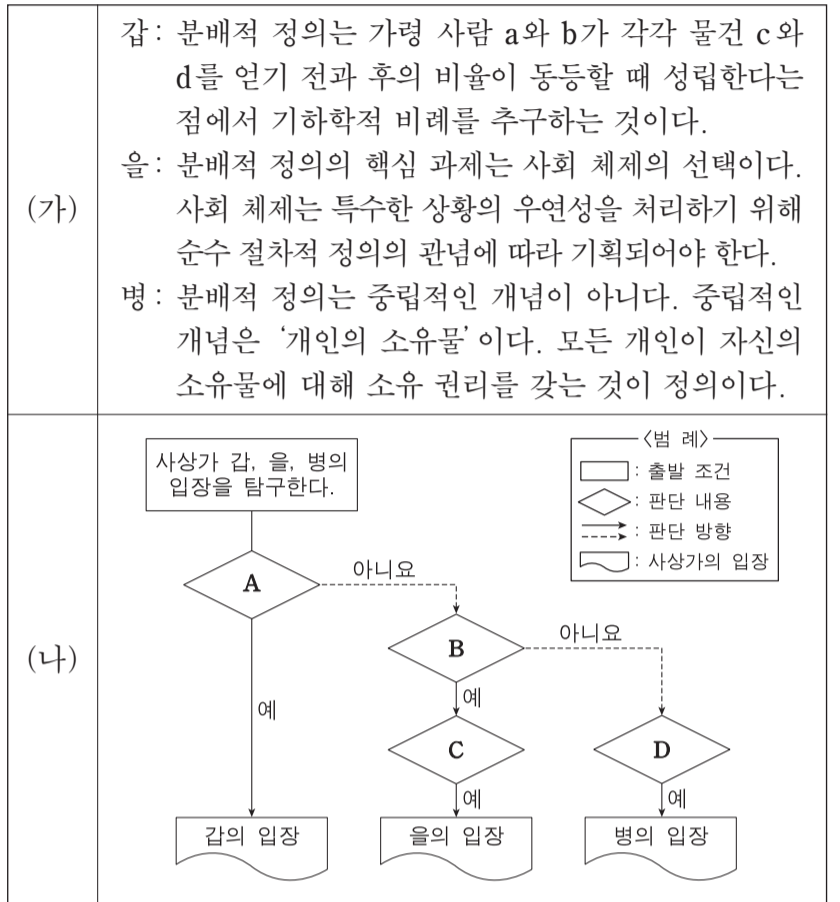 (가)
갑: 분배적 정의는 가령 사람 a와 b가 각각 물건 c와
d를 얻기 전과 후의 비율이 동등할 때 성립한다는
점에서 기하학적 비례를 추구하는 것이다.
을: 분배적 정의의 핵심 과제는 사회 체제의 선택이다.
사회 체제는 특수한 상황의 우연성을 처리하기 위해
순수 절차적 정의의 관념에 따라 기획되어야 한다.
병: 분배적 정의는 중립적인 개념이 아니다. 중립적인
개념은 ‘개인의 소유물’이다. 모든 개인이 자신의
소유물에 대해 소유 권리를 갖는 것이 정의이다.
(나)
사상가 갑, 을, 병의
입장을 탐구한다.
<범 례>
: 출발 조건
: 판단 내용
: 판단 방향
: 사상가의 입장
A
아니요
B
아니요
예
예
C
D
예
예
갑의 입장
을의 입장
병의 입장